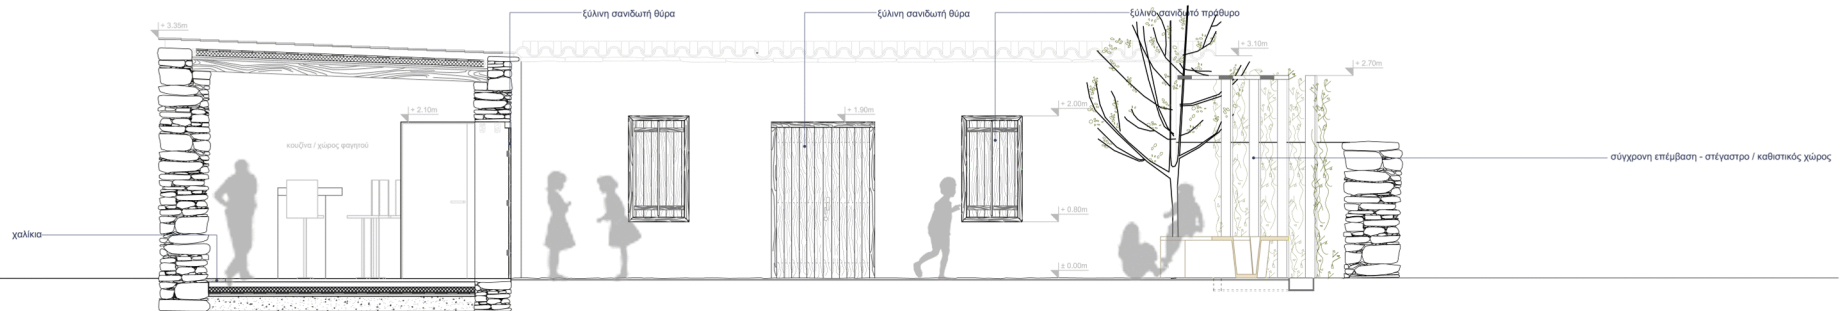 ξύλινη σανιδωτή θύρα
ξύλινη σανιδωτή θύρα
ξύλινο σανιδωτό πράθυρο
+ 3.35m
+ 3.10m
+ 2.70m
+ 2.10m
+ 1.90m
+ 2.00m
κουζίνα / χώρος φαγητού
σύγχρονη επέμβαση - στέγαστρο / καθιστικός χώρος
+ 0.80m
χαλίκια
± 0.00m